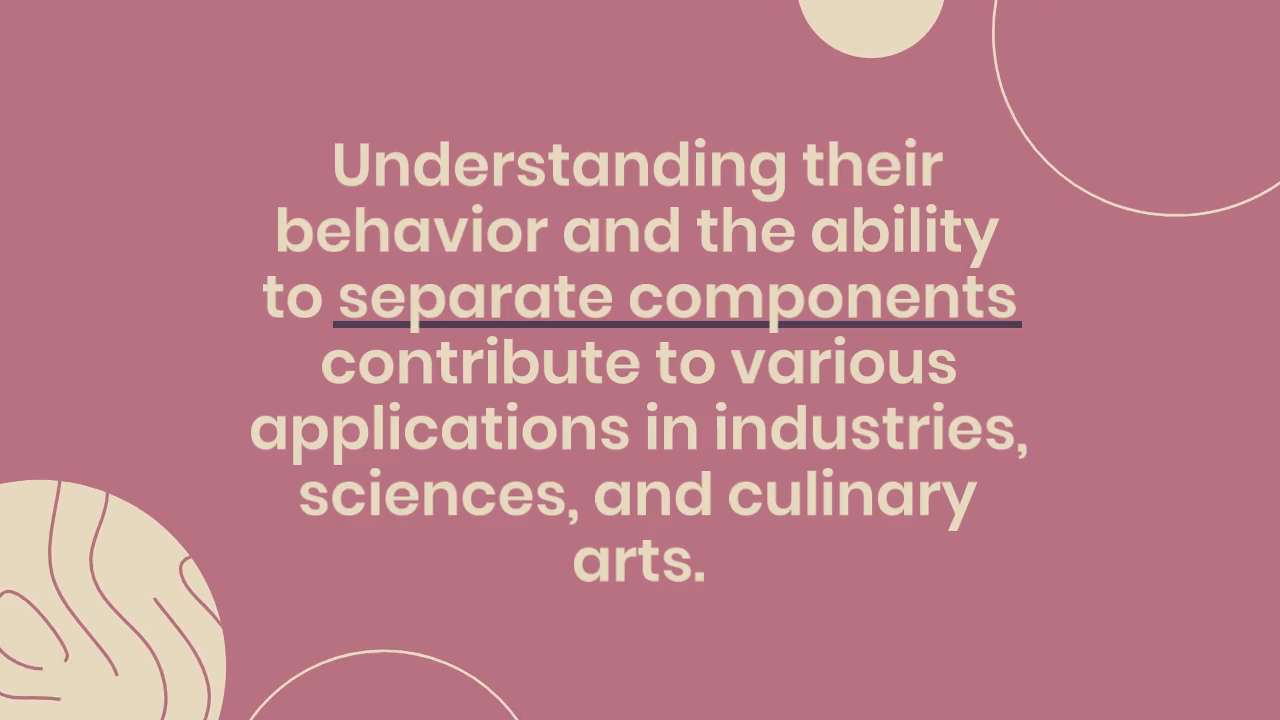 Understanding their
behavior and the ability
to separate components
contribute to various
applications in industries,
sciences, and culinary
arts.